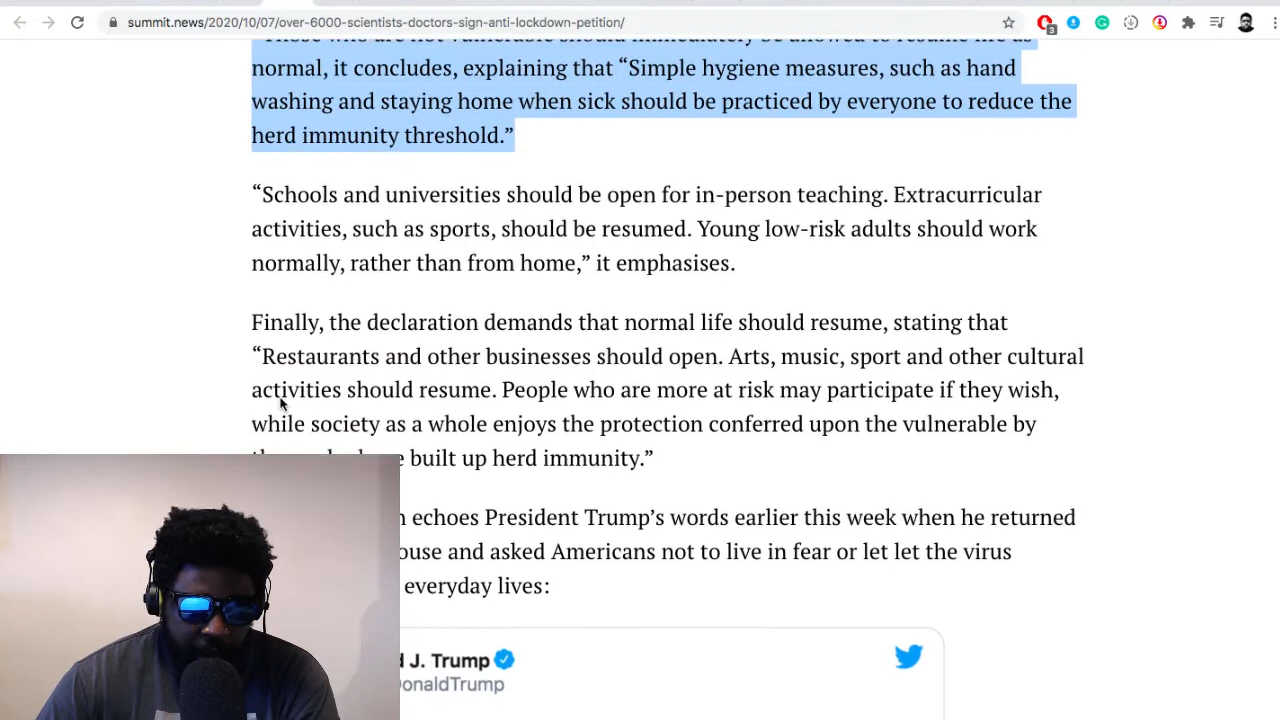 summit.news/2020/10/07/over-6000-scientists-doctors-sign-anti-lockdown-petition/
3
normal, it concludes, explaining that “Simple hygiene measures, such as hand
washing and staying home when sick should be practiced by everyone to reduce the
herd immunity threshold.”
“Schools and universities should be open for in-person teaching. Extracurricular
activities, such as sports, should be resumed. Young low-risk adults should work
normally, rather than from home,” it emphasises.
Finally, the declaration demands that normal life should resume, stating that
“Restaurants and other businesses should open. Arts, music, sport and other cultural
activities should resume. People who are more at risk may participate if they wish,
while society as a whole enjoys the protection conferred upon the vulnerable by
built up herd immunity.”
echoes President Trump’s words earlier this week when he returned
and asked Americans not to live in fear or let let the virus
everyday lives:
J. Trump
onaldTrump